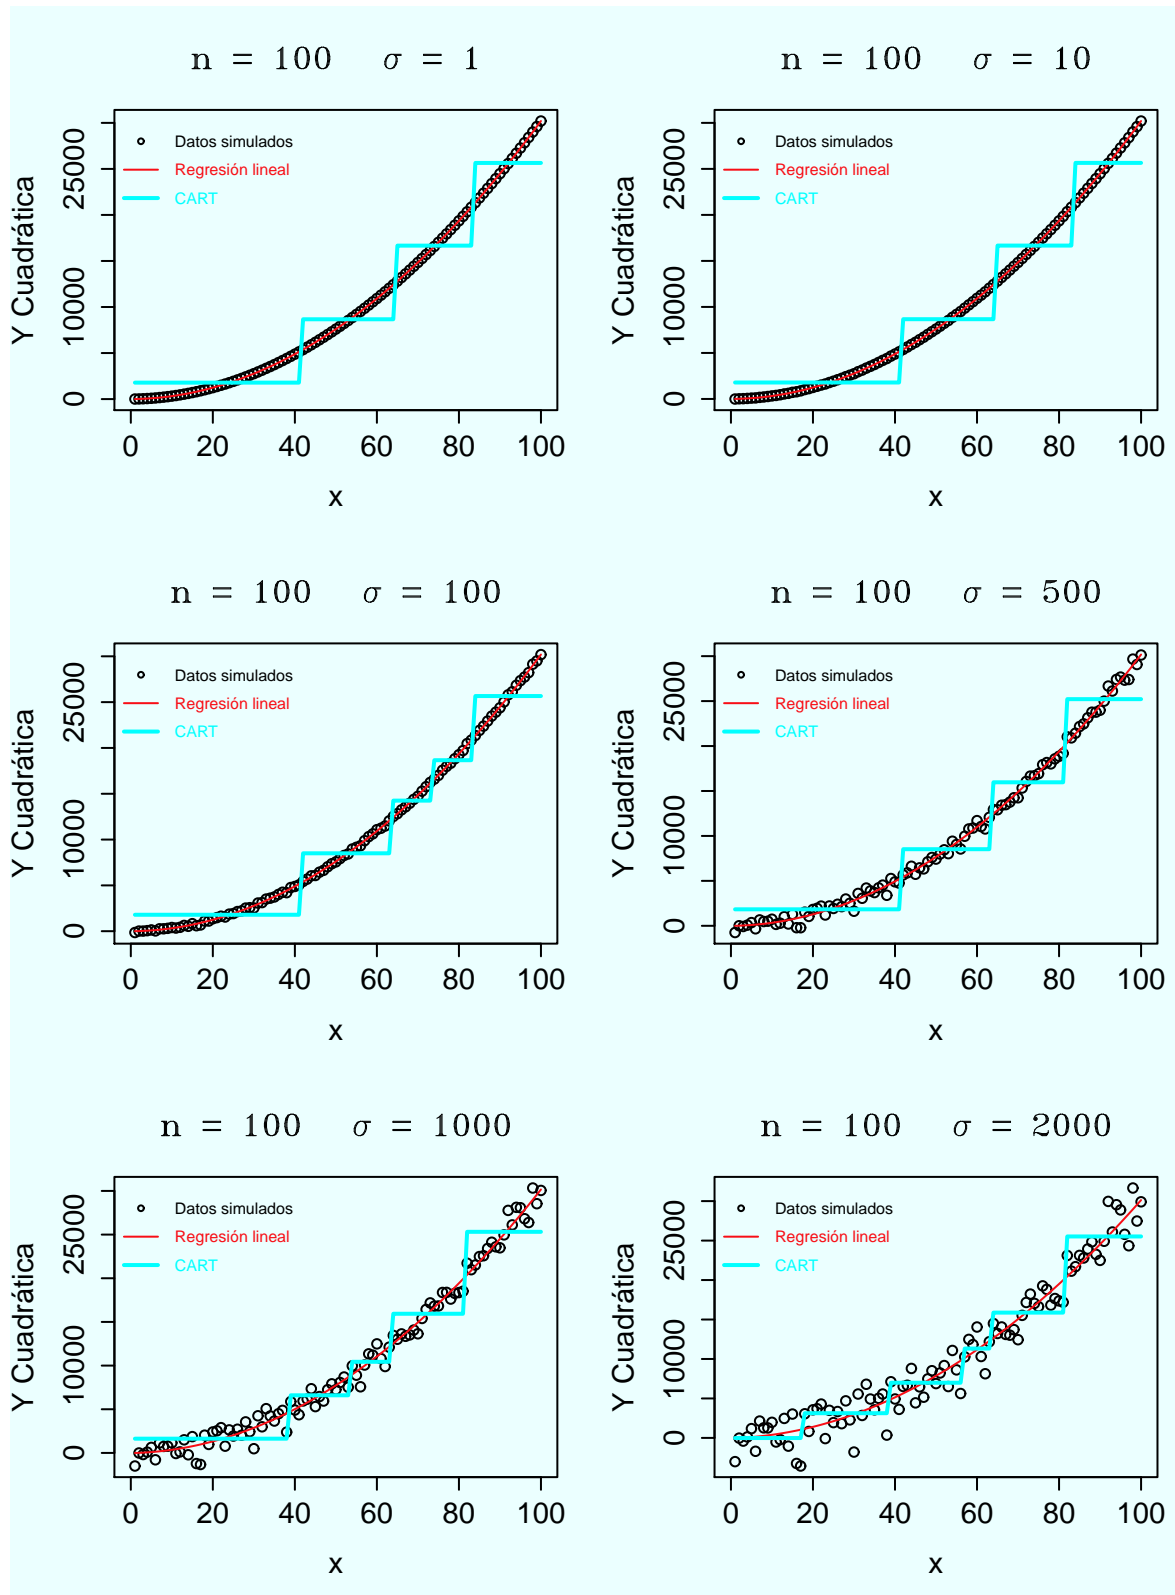 n = 100 σ = 1
Y Cuadrática
0 10000 25000
Datos simulados
Regresión lineal
CART
0 20 40 60 80 100
x
n = 100 σ = 10
Y Cuadrática
0 10000 25000
Datos simulados
Regresión lineal
CART
0 20 40 60 80 100
x
n = 100 σ = 100
Y Cuadrática
0 10000 25000
Datos simulados
Regresión lineal
CART
0 20 40 60 80 100
x
n = 100 σ = 500
Y Cuadrática
0 10000 25000
Datos simulados
Regresión lineal
CART
0 20 40 60 80 100
x
n = 100 σ = 1000
Y Cuadrática
0 10000 25000
Datos simulados
Regresión lineal
CART
0 20 40 60 80 100
x
n = 100 σ = 2000
Y Cuadrática
0 10000 25000
Datos simulados
Regresión lineal
CART
0 20 40 60 80 100
x